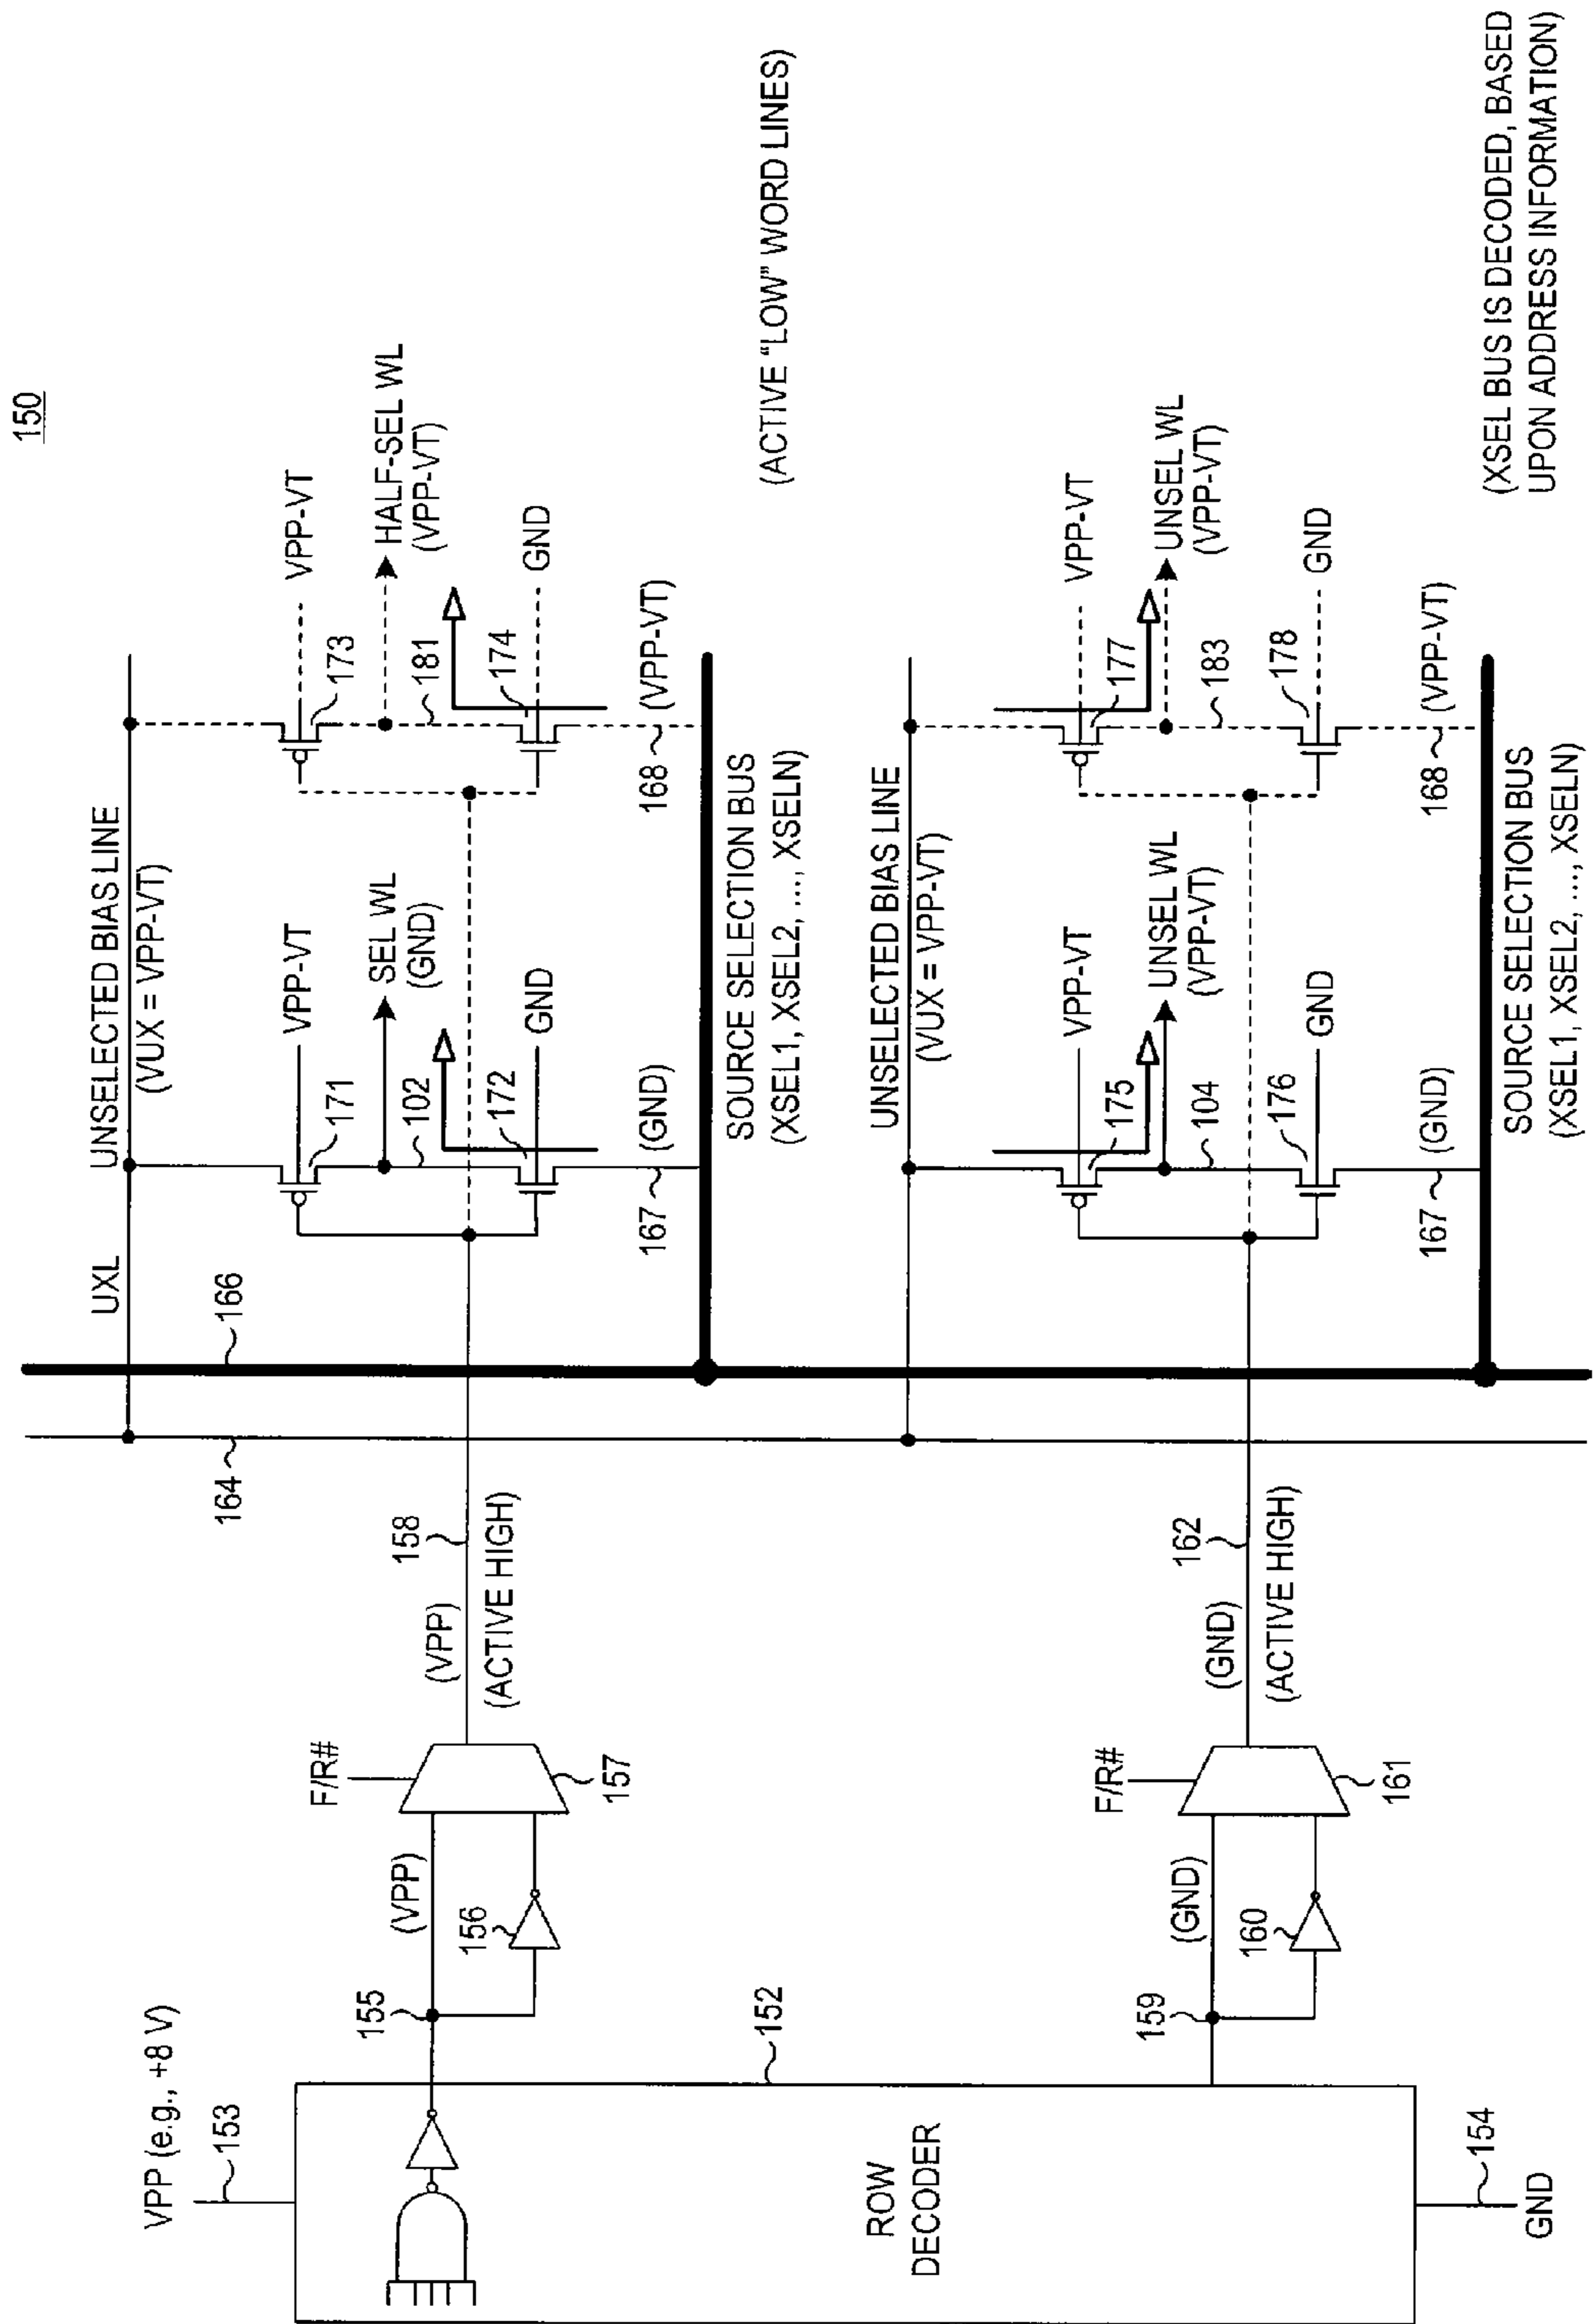 150
VPP (e.g., +8 V)
153
ROW
DECODER
152
154
GND
155
(VPP)
156
F/R#
157
(VPP)
158
(ACTIVE HIGH)
159
(GND)
160
F/R#
161
(GND)
162
(ACTIVE HIGH)
164
166
UXL
UNSELECTED BIAS LINE
(VUX = VPP-VT)
VPP-VT
171
SEL WL
(GND)
102
172
GND
167
(GND)
VPP-VT
173
HALF-SEL WL
(VPP-VT)
181
174
GND
168
(VPP-VT)
SOURCE SELECTION BUS
(XSEL1, XSEL2, ..., XSELN)
(ACTIVE "LOW" WORD LINES)
UNSELECTED BIAS LINE
(VUX = VPP-VT)
VPP-VT
175
UNSEL WL
(VPP-VT)
104
176
GND
167
(GND)
VPP-VT
177
UNSEL WL
(VPP-VT)
183
178
GND
168
(VPP-VT)
SOURCE SELECTION BUS
(XSEL1, XSEL2, ..., XSELN)
(XSEL BUS IS DECODED, BASED
UPON ADDRESS INFORMATION)